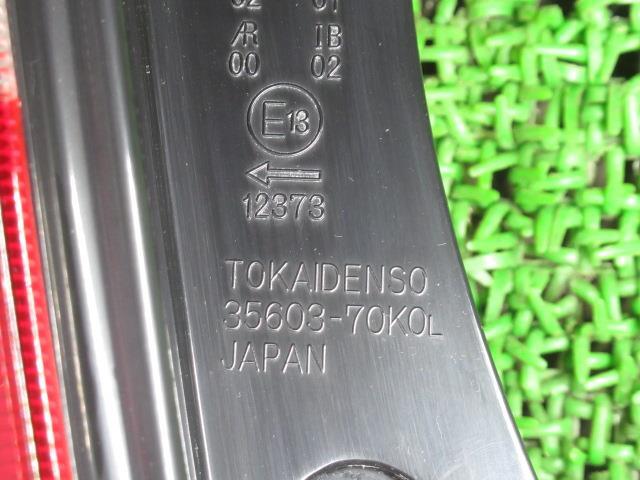 AR IB
00 02
E13
12373
TOKAIDENSO
35603-70K0L
JAPAN